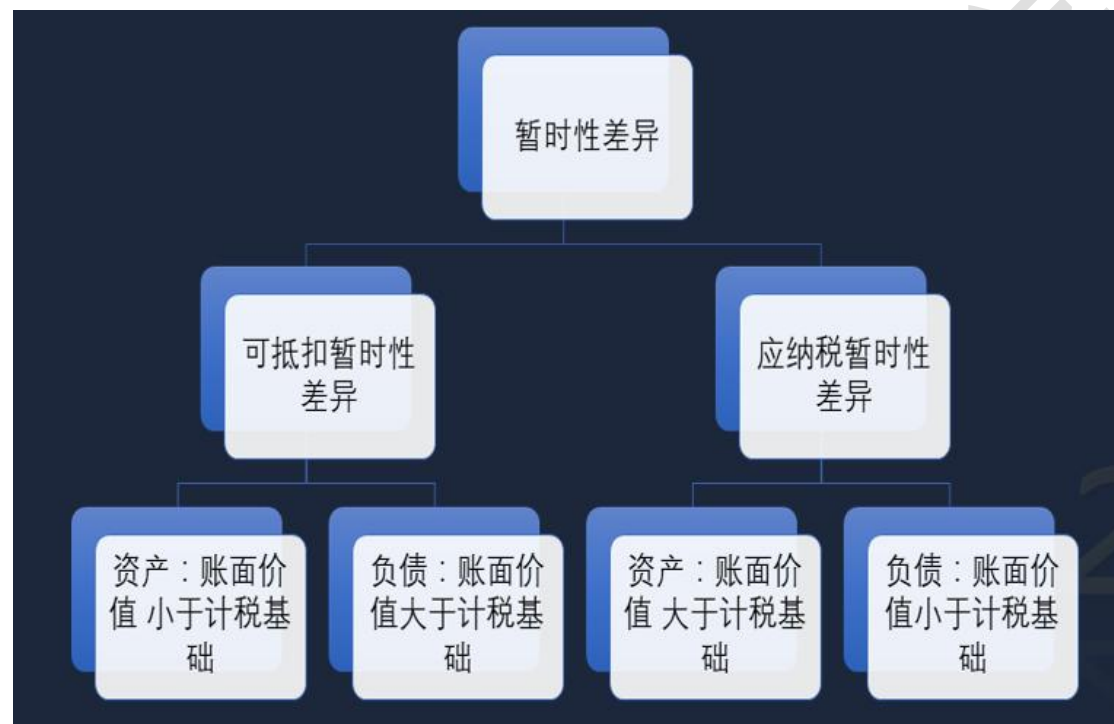 暂时性差异
可抵扣暂时性
差异
应纳税暂时性
差异
资产：账面价
值 小于计税基
础
负债：账面价
值大于计税基
础
资产：账面价
值 大于计税基
础
负债：账面价
值小于计税基
础